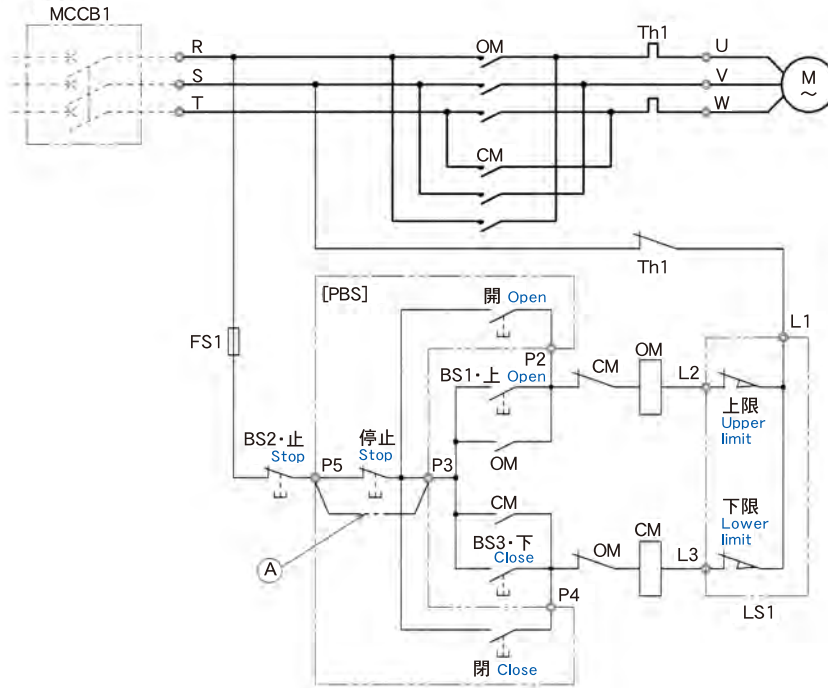 MCCB1
R
S
T
OM
Th1
U
V
W
M
~
CM
Th1
[PBS]
開 Open
L1
FS1
P2
BS1・上 Open
CM
OM
L2
上限
Upper
limit
BS2・止
Stop
停止
Stop
P5
P3
OM
CM
下限
Lower
limit
BS3・下
Close
OM
CM
L3
A
P4
LS1
閉 Close